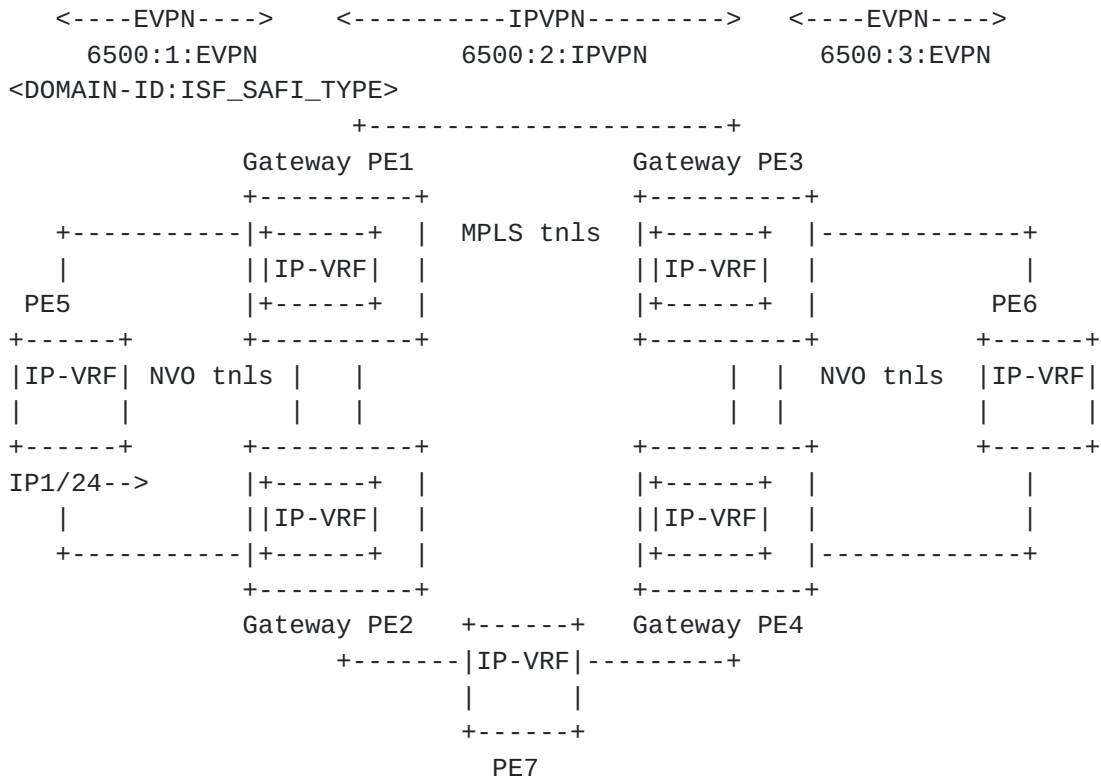 <----EVPN----> <----------IPVPN---------> <----EVPN---->
6500:1:EVPN 6500:2:IPVPN 6500:3:EVPN
<DOMAIN-ID:ISF_SAFI_TYPE>
Gateway PE1 Gateway PE3
MPLS tnls
IP-VRF IP-VRF
PE5 PE6
IP-VRF NVO tnls NVO tnls IP-VRF
IP1/24-->
IP-VRF IP-VRF
Gateway PE2 Gateway PE4
IP-VRF
PE7